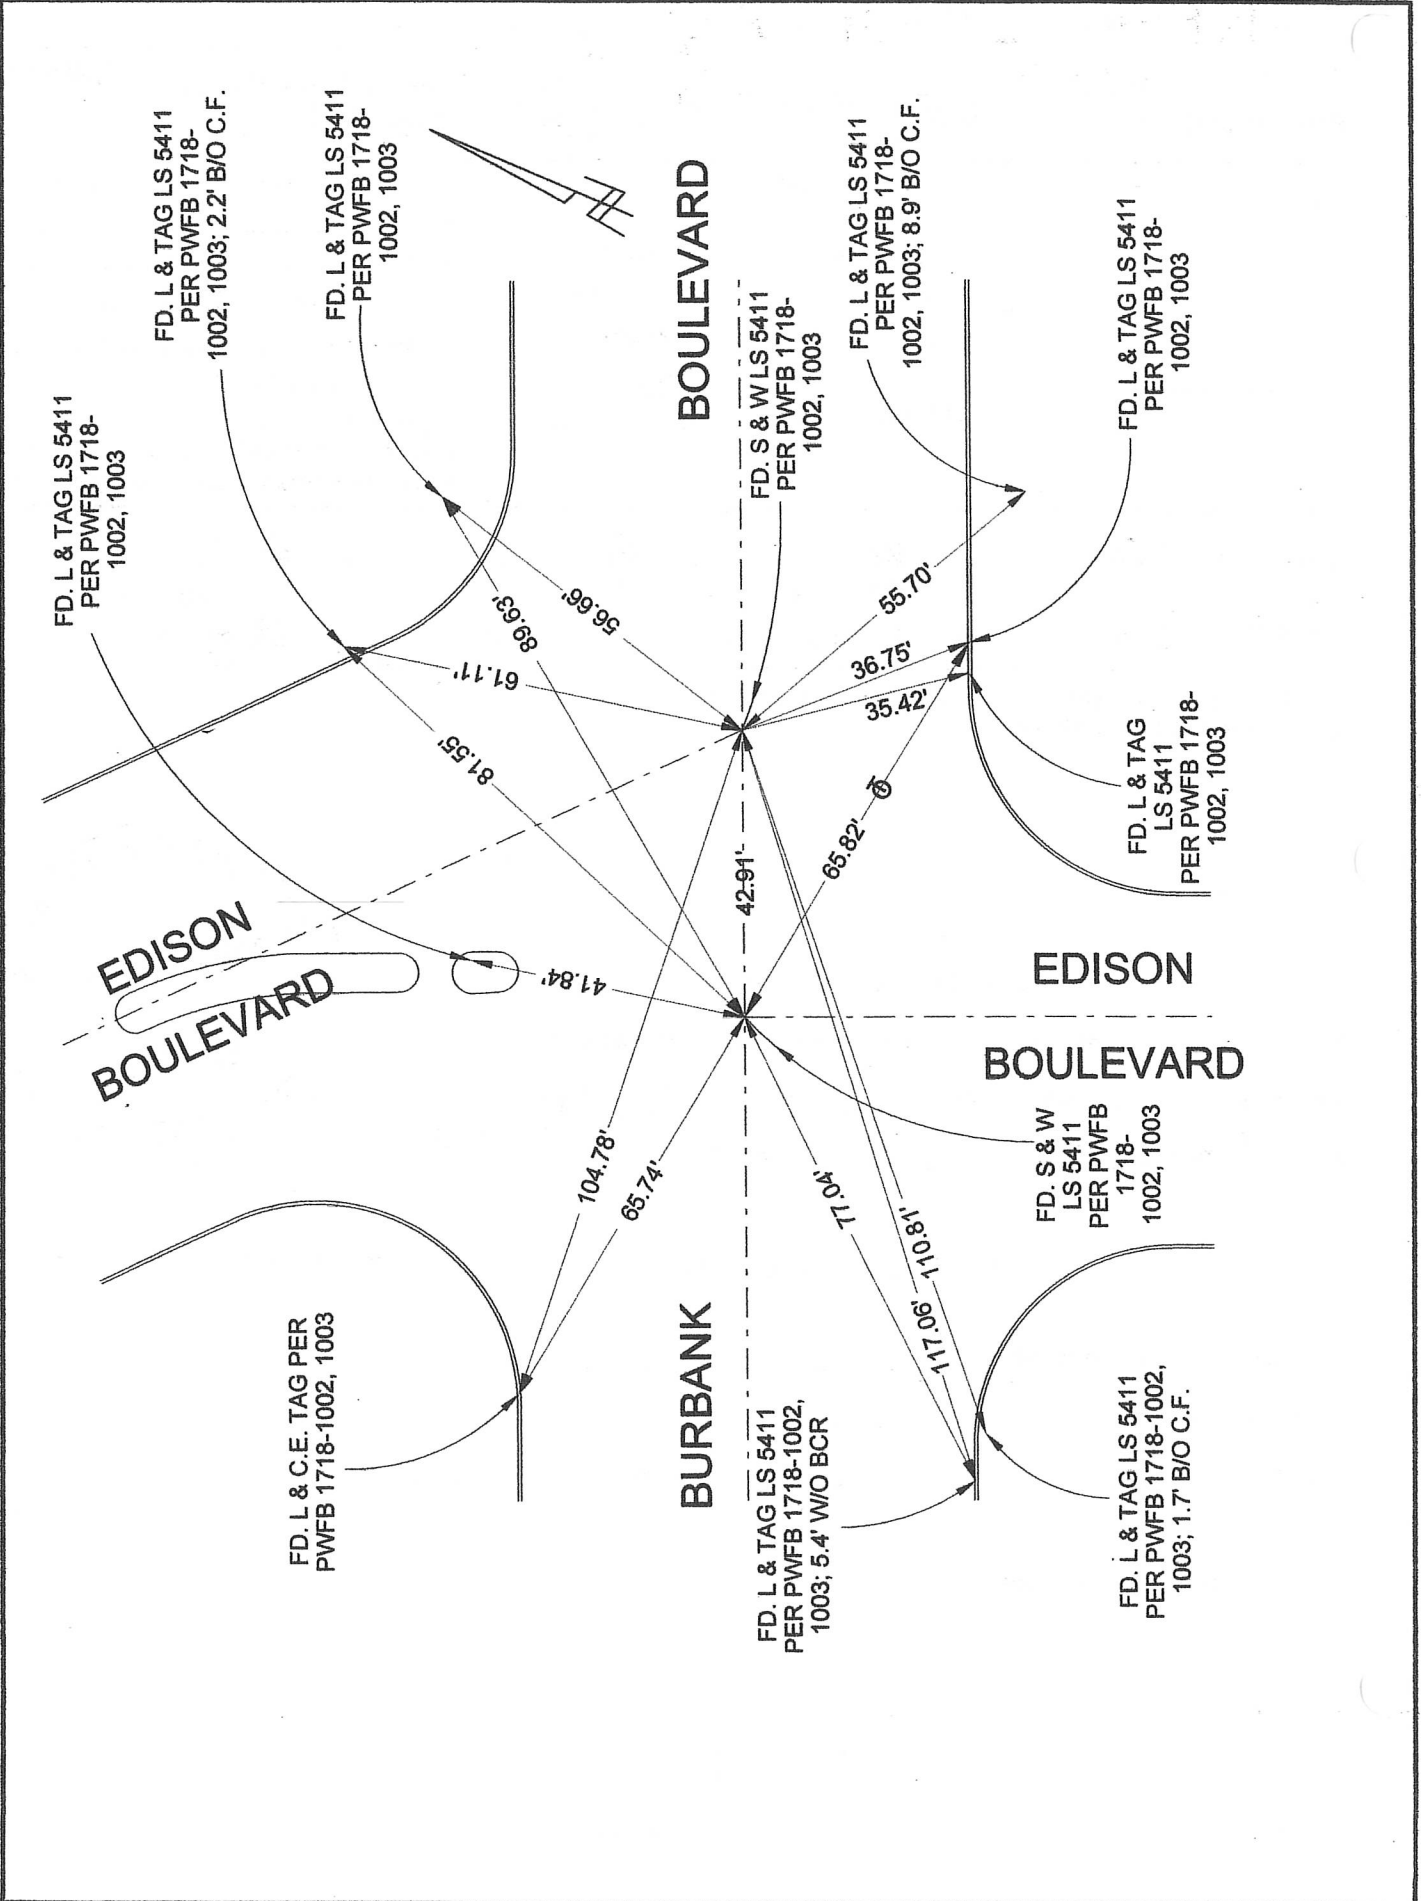 FD. L & TAG LS 5411
PER PWFB 1718-
1002, 1003
FD. L & TAG LS 5411
PER PWFB 1718-
1002, 1003; 2.2' B/O C.F.
FD. L & TAG LS 5411
PER PWFB 1718-
1002, 1003
EDISON
BOULEVARD
FD. L & C.E. TAG PER
PWFB 1718-1002, 1003
89.63'
56.66'
61.11'
81.55'
41.84'
104.78'
65.74'
BURBANK
BOULEVARD
42.91'
FD. S & W LS 5411
PER PWFB 1718-
1002, 1003
FD. L & TAG LS 5411
PER PWFB 1718-1002,
1003; 5.4' W/O BCR
77.04'
117.06'
110.81'
65.82'
35.42'
36.75'
55.70'
FD. L & TAG LS 5411
PER PWFB 1718-
1002, 1003; 8.9' B/O C.F.
EDISON
BOULEVARD
FD. S & W
LS 5411
PER PWFB
1718-
1002, 1003
FD. L & TAG LS 5411
PER PWFB 1718-1002,
1003; 1.7' B/O C.F.
FD. L & TAG
LS 5411
PER PWFB 1718-
1002, 1003
FD. L & TAG LS 5411
PER PWFB 1718-
1002, 1003